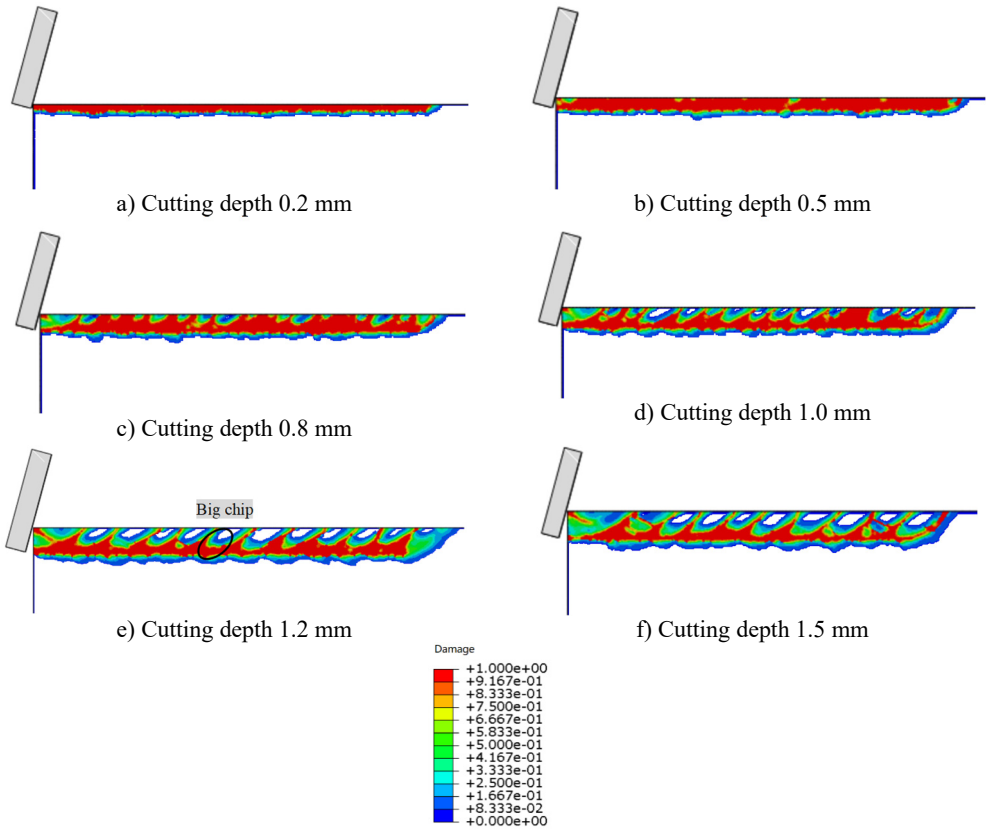 a) Cutting depth 0.2 mm
b) Cutting depth 0.5 mm
c) Cutting depth 0.8 mm
d) Cutting depth 1.0 mm
Big chip
e) Cutting depth 1.2 mm
f) Cutting depth 1.5 mm
Damage
+1.000e+00
+9.167e-01
+8.333e-01
+7.500e-01
+6.667e-01
+5.833e-01
+5.000e-01
+4.167e-01
+3.333e-01
+2.500e-01
+1.667e-01
+8.333e-02
+0.000e+00